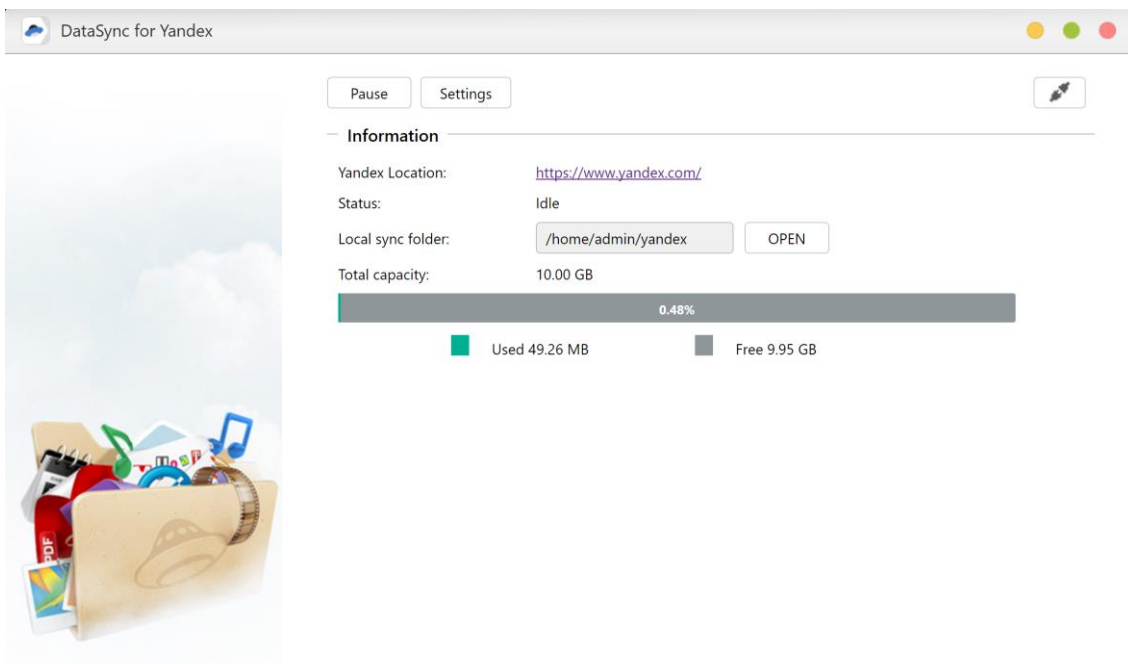 DataSync for Yandex
Pause Settings
Information
Yandex Location: https://www.yandex.com/
Status: Idle
Local sync folder: /home/admin/yandex OPEN
Total capacity: 10.00 GB
0.48%
Used 49.26 MB Free 9.95 GB
PDF